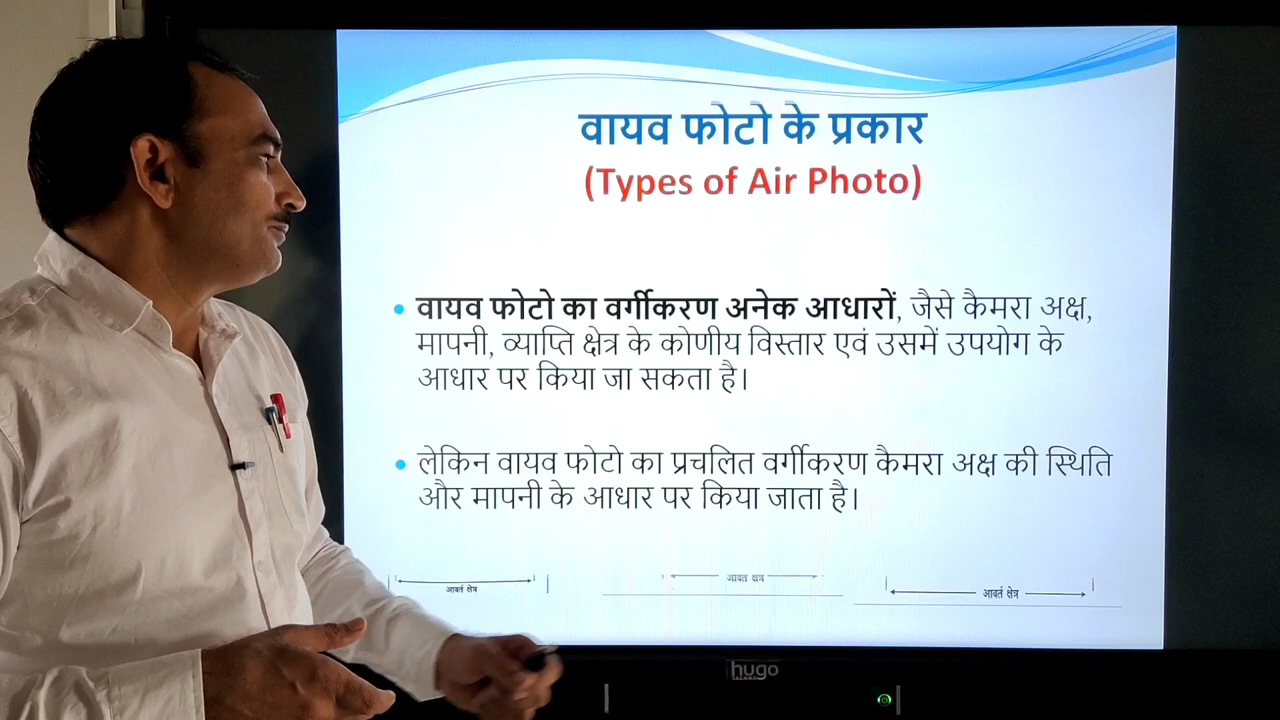 वायव फोटो के प्रकार
(Types of Air Photo)
• वायव फोटो का वर्गीकरण अनेक आधारों, जैसे कैमरा अक्ष,
मापनी, व्याप्ति क्षेत्र के कोणीय विस्तार एवं उसमें उपयोग के
आधार पर किया जा सकता है।
• लेकिन वायव फोटो का प्रचलित वर्गीकरण कैमरा अक्ष की स्थिति
और मापनी के आधार पर किया जाता है।
आवर्त क्षेत्र
आवर्त क्षेत्र
आवर्त क्षेत्र
hugo